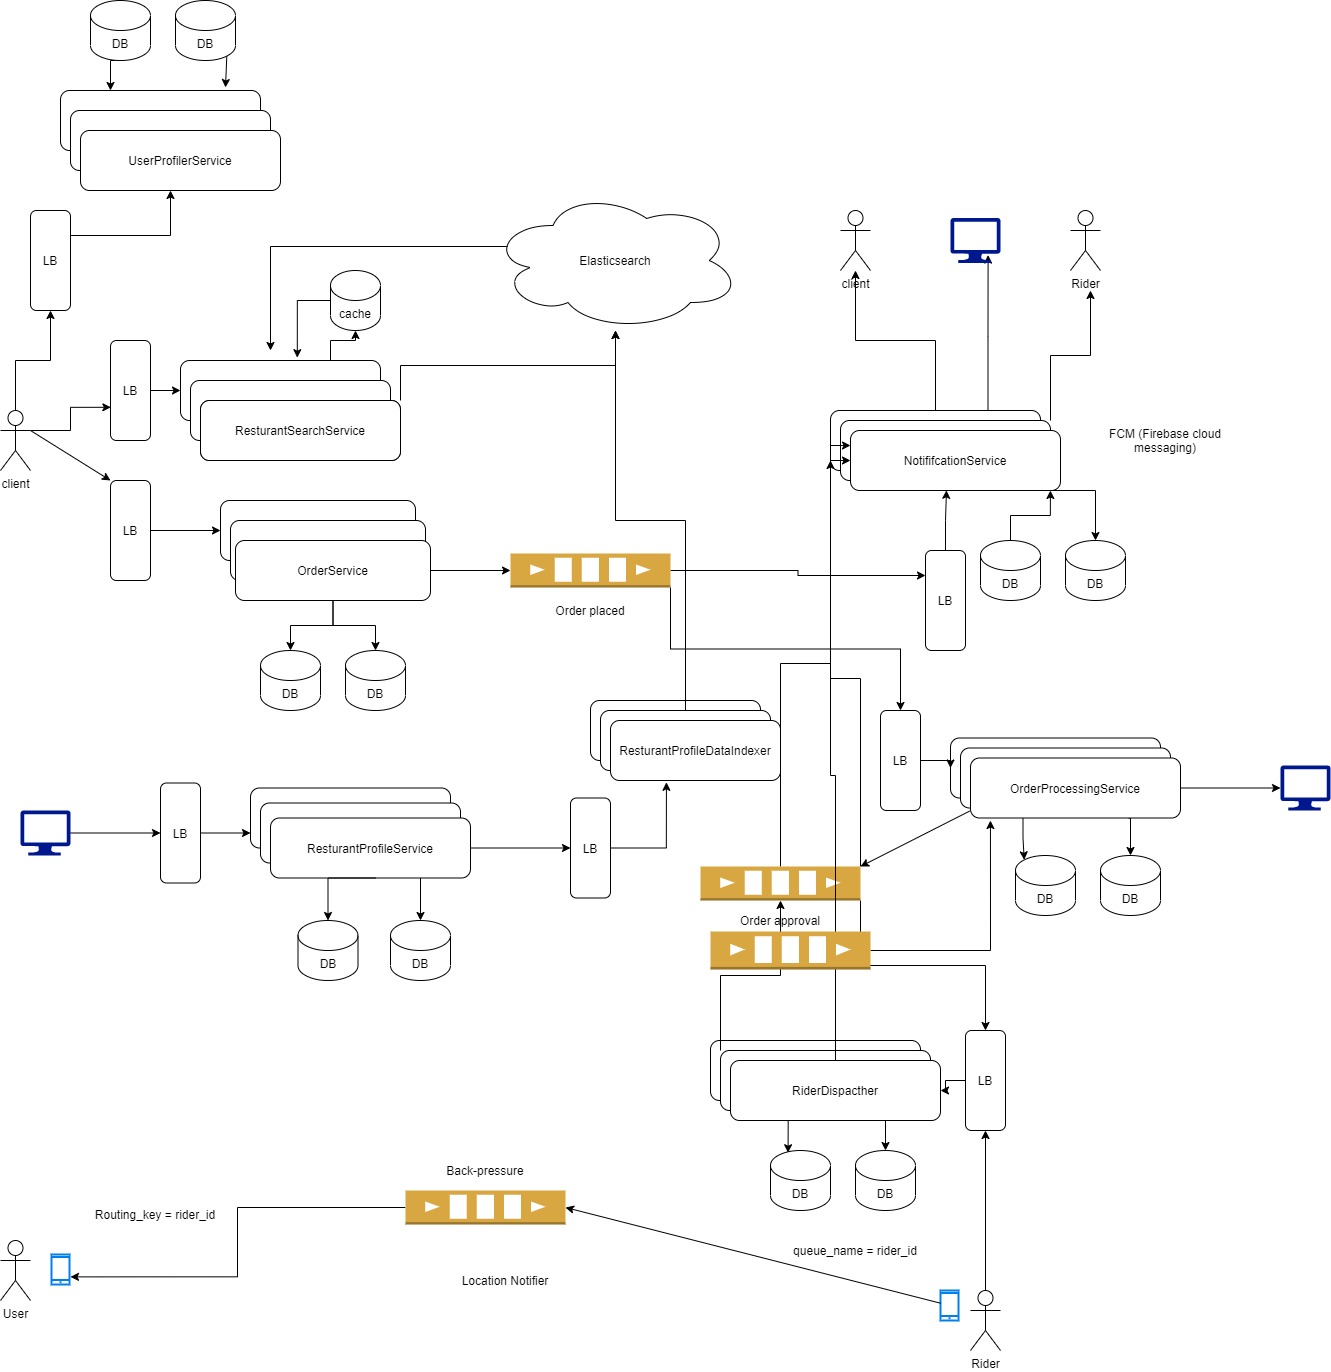 DB
DB
UserProfilerService
LB
Elasticsearch
client
Rider
cache
LB
ResturantSearchService
FCM (Firebase cloud
messaging)
NotififcationService
client
LB
OrderService
DB
DB
LB
Order placed
DB
DB
ResturantProfileDataIndexer
LB
OrderProcessingService
LB
ResturantProfileService
LB
DB
DB
Order approval
DB
DB
LB
RiderDispacther
DB
DB
Back-pressure
Routing_key = rider_id
queue_name = rider_id
Location Notifier
User
Rider